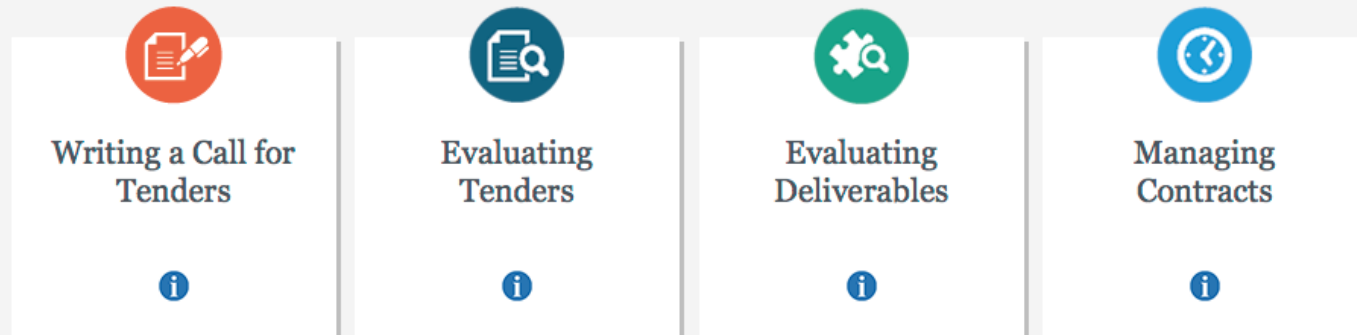 Writing a Call for
Tenders
Evaluating
Tenders
Evaluating
Deliverables
Managing
Contracts